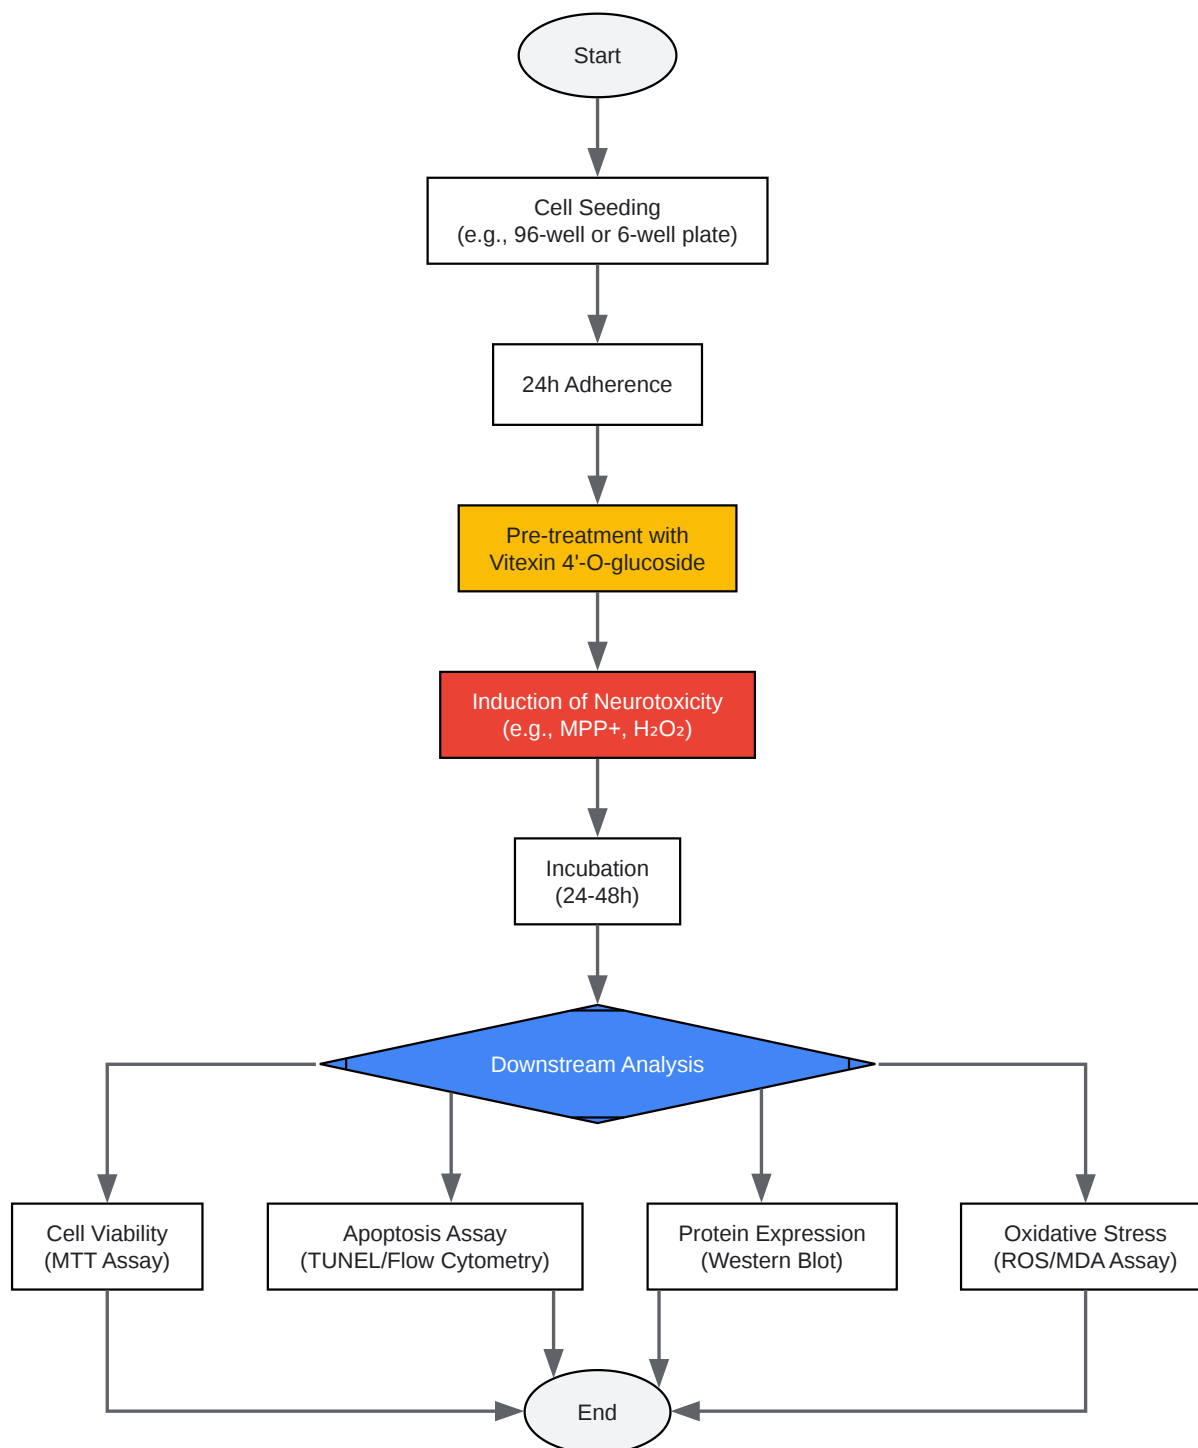 Start
Cell Seeding
(e.g., 96-well or 6-well plate)
24h Adherence
Pre-treatment with
Vitexin 4'-O-glucoside
Induction of Neurotoxicity
(e.g., MPP+, H₂O₂)
Incubation
(24-48h)
Downstream Analysis
Cell Viability
(MTT Assay)
Apoptosis Assay
(TUNEL/Flow Cytometry)
Protein Expression
(Western Blot)
Oxidative Stress
(ROS/MDA Assay)
End